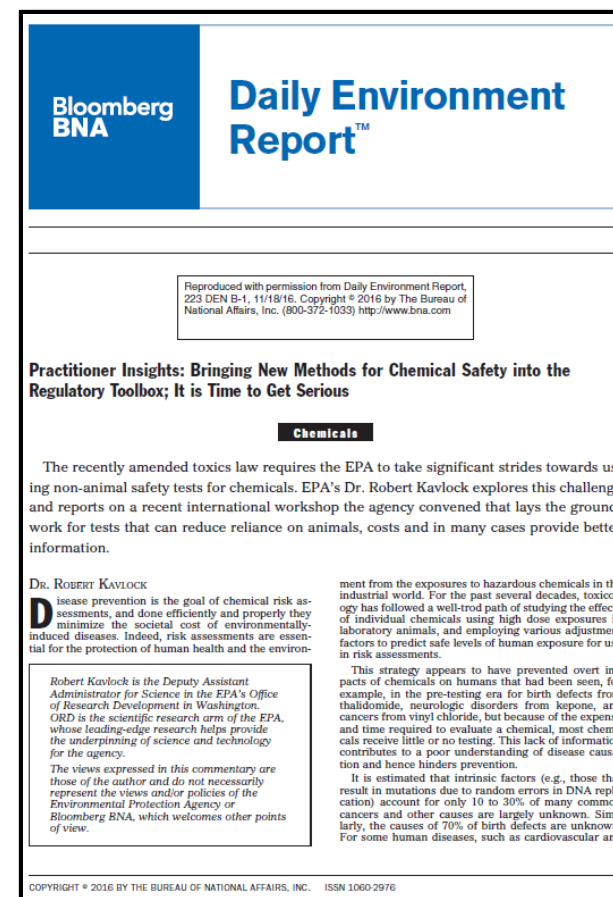 Bloomberg
BNA
Daily Environment
Report™
Reproduced with permission from Daily Environment Report,
223 DEN B-1, 11/18/16. Copyright © 2016 by The Bureau of
National Affairs, Inc. (800-372-1033) http://www.bna.com
Practitioner Insights: Bringing New Methods for Chemical Safety into the
Regulatory Toolbox; It is Time to Get Serious
Chemicals
The recently amended toxics law requires the EPA to take significant strides towards us
ing non-animal safety tests for chemicals. EPA's Dr. Robert Kavlock explores this challeng
and reports on a recent international workshop the agency convened that lays the ground
work for tests that can reduce reliance on animals, costs and in many cases provide bette
information.
DR. ROBERT KAVLOCK
Disease prevention is the goal of chemical risk as-
sessments, and done efficiently and properly they
minimize the societal cost of environmentally-
induced diseases. Indeed, risk assessments are essen-
tial for the protection of human health and the environ-
Robert Kavlock is the Deputy Assistant
Administrator for Science in the EPA's Office
of Research Development in Washington.
ORD is the scientific research arm of the EPA,
whose leading-edge research helps provide
the underpinning of science and technology
for the agency.
The views expressed in this commentary are
those of the author and do not necessarily
represent the views and/or policies of the
Environmental Protection Agency or
Bloomberg BNA, which welcomes other points
of view.
ment from the exposures to hazardous chemicals in th
industrial world. For the past several decades, toxico
ogy has followed a well-trod path of studying the effec
of individual chemicals using high dose exposures i
laboratory animals, and employing various adjustme
factors to predict safe levels of human exposure for us
in risk assessments.
This strategy appears to have prevented overt im
pacts of chemicals on humans that had been seen, fo
example, in the pre-testing era for birth defects fro
thalidomide, neurologic disorders from kepone, an
cancers from vinyl chloride, but because of the expens
and time required to evaluate a chemical, most chem
cals receive little or no testing. This lack of informatio
contributes to a poor understanding of disease causa
tion and hence hinders prevention.
It is estimated that intrinsic factors (e.g., those tha
result in mutations due to random errors in DNA repl
cation) account for only 10 to 30% of many commo
cancers and other causes are largely unknown. Simi
larly, the causes of 70% of birth defects are unknown
For some human diseases, such as cardiovascular an
COPYRIGHT © 2016 BY THE BUREAU OF NATIONAL AFFAIRS, INC. ISSN 1060-2976